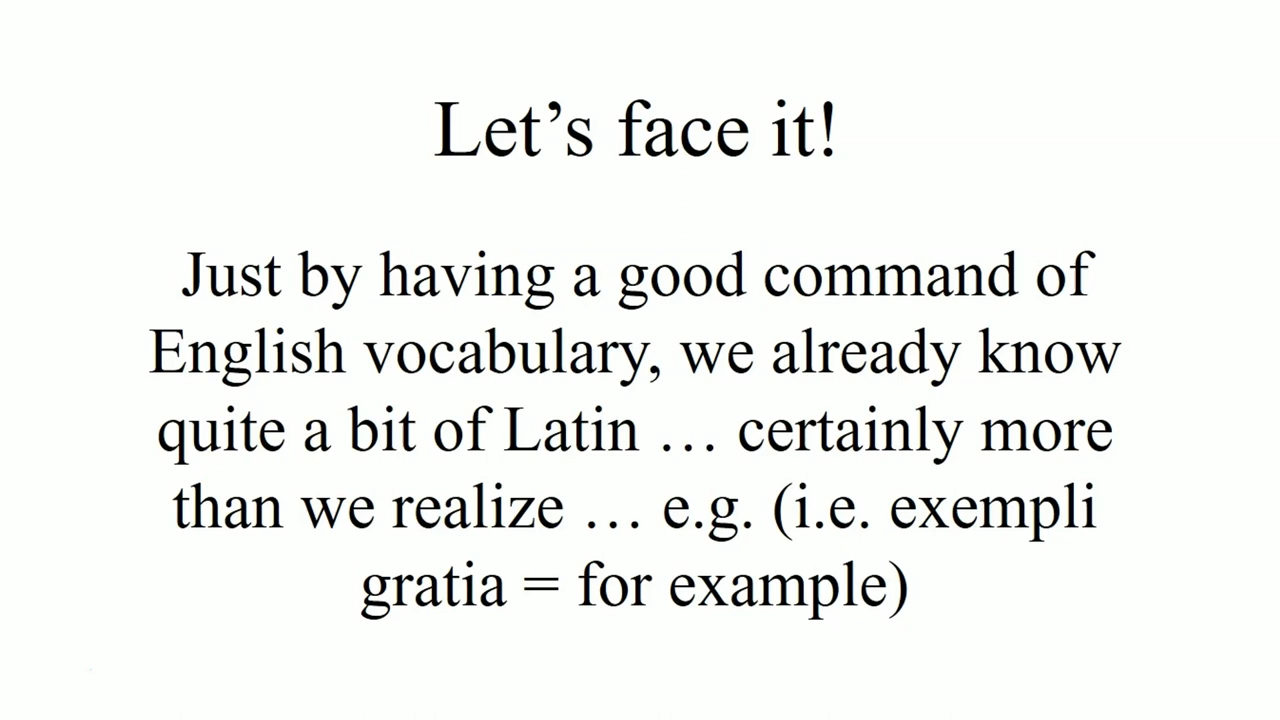 Let’s face it!
Just by having a good command of
English vocabulary, we already know
quite a bit of Latin … certainly more
than we realize … e.g. (i.e. exempli
gratia = for example)